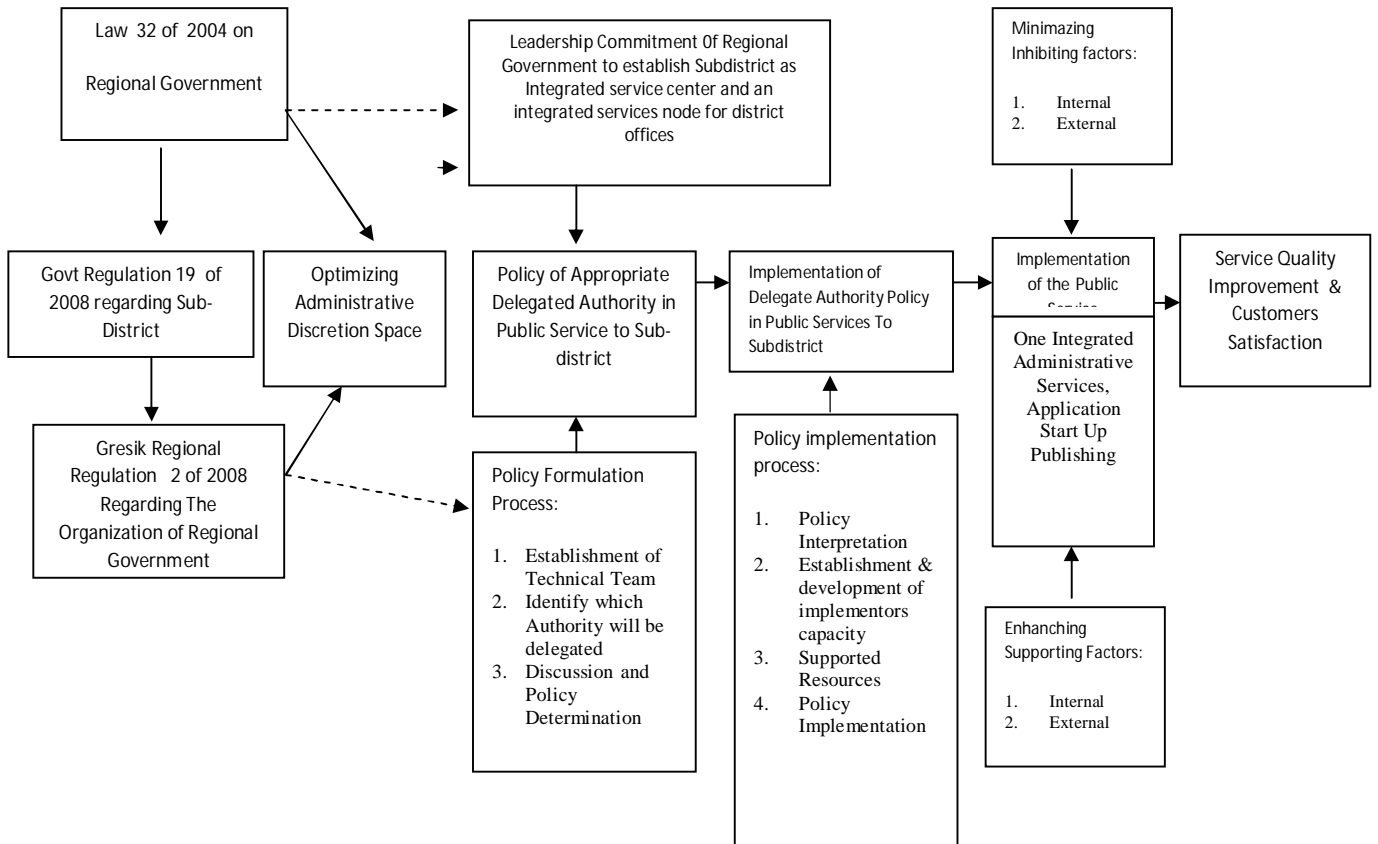 Law 32 of 2004 on
Regional Government
Leadership Commitment Of Regional
Government to establish Subdistrict as
Integrated service center and an
integrated services node for district
offices
Minimazing
Inhibiting factors:
1. Internal
2. External
Govt Regulation 19 of
2008 regarding Sub-
District
Optimizing
Administrative
Discretion Space
Policy of Appropriate
Delegated Authority in
Public Service to Sub-
district
Implementation of
Delegate Authority Policy
in Public Services To
Subdistrict
Implementation
of the Public
Service Quality
Improvement &
Customers
Satisfaction
One Integrated
Administrative
Services,
Application
Start Up
Publishing
Gresik Regional
Regulation 2 of 2008
Regarding The
Organization of Regional
Government
Policy Formulation
Process:
1. Establishment of
Technical Team
2. Identify which
Authority will be
delegated
3. Discussion and
Policy
Determination
Policy implementation
process:
1. Policy
Interpretation
2. Establishment &
development of
implementors
capacity
3. Supported
Resources
4. Policy
Implementation
Enhanching
Supporting Factors:
1. Internal
2. External